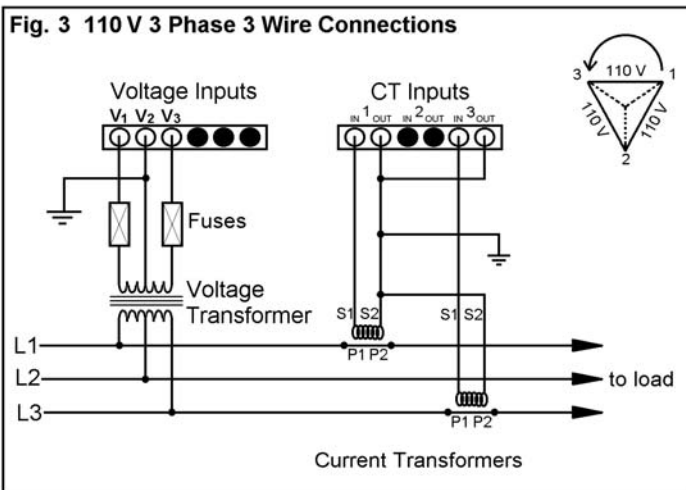 Fig. 3 110 V 3 Phase 3 Wire Connections
Voltage Inputs
V1 V2 V3
CT Inputs
IN 1 OUT IN 2 OUT IN 3 OUT
3 110 V 1
110 V 110 V
2
Fuses
Voltage
Transformer
S1 S2 S1 S2
L1
P1 P2
L2 to load
L3
P1 P2
Current Transformers